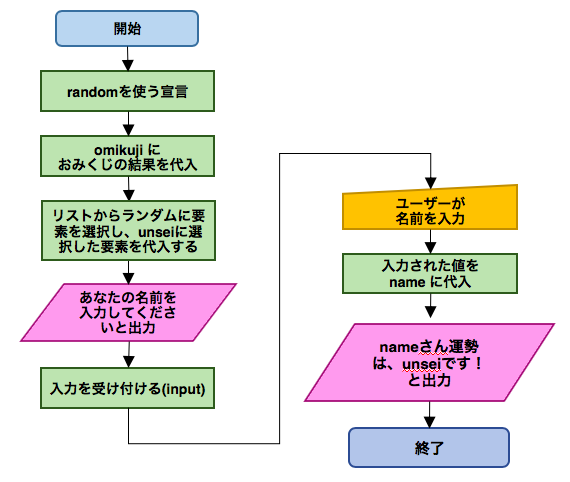 開始
randomを使う宣言
omikuji に
おみくじの結果を代入
リストからランダムに要
素を選択し、unseiに選
択した要素を代入する
あなたの名前を
入力してくださ
いと出力
入力を受け付ける(input)
ユーザーが
名前を入力
入力された値を
name に代入
nameさん運勢
は、unseiです！
と出力
終了